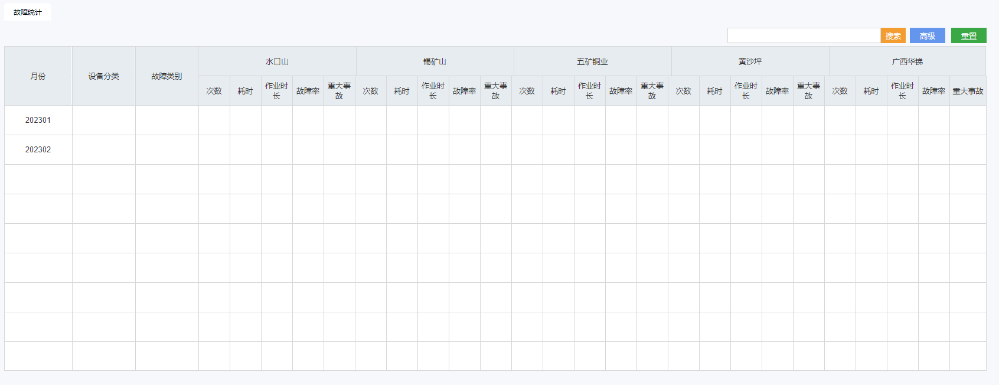 故障统计
搜索 高级 重置
月份 设备分类 故障类别 水口山 锡矿山 五矿铜业 黄沙坪 广西华锑
次数 耗时 作业时长 故障率 重大事故 次数 耗时 作业时长 故障率 重大事故 次数 耗时 作业时长 故障率 重大事故 次数 耗时 作业时长 故障率 重大事故 次数 耗时 作业时长 故障率 重大事故
202301
202302